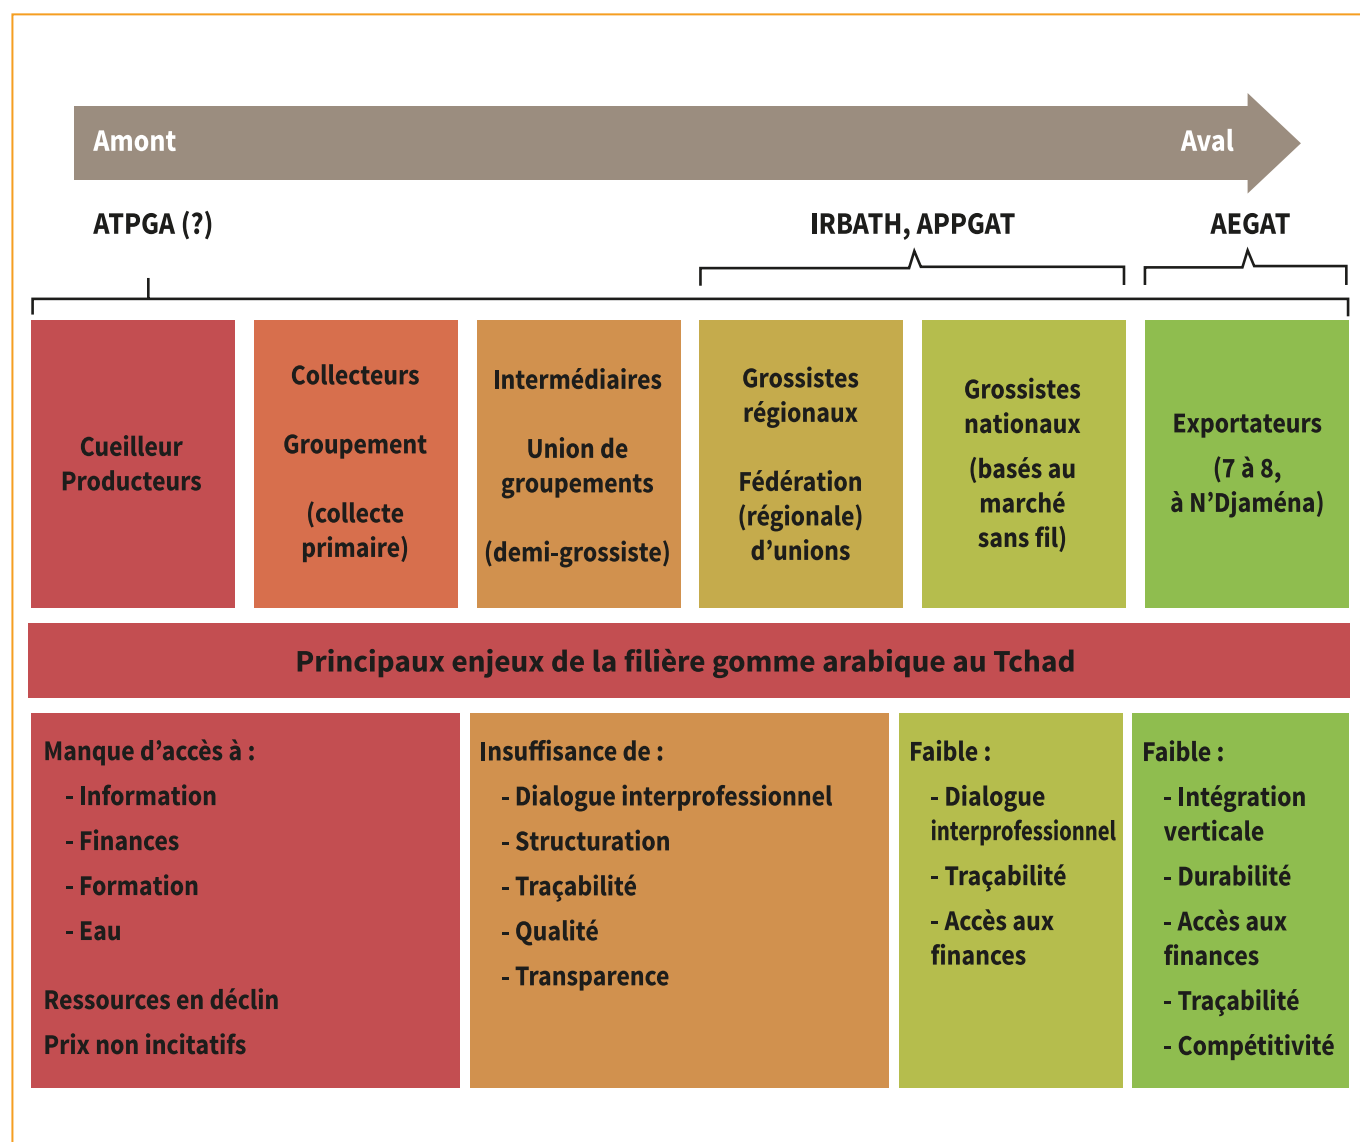 Amont
Aval
ATPGA (?)
IRBATH, APPGAT
AEGAT
Cueilleur
Producteurs
Collecteurs
Groupement
(collecte
primaire)
Intermédiaires
Union de
groupements
(demi-grossiste)
Grossistes
régionaux
Fédération
(régionale)
d’unions
Grossistes
nationaux
(basés au
marché
sans fil)
Exportateurs
(7 à 8,
à N’Djaména)
Principaux enjeux de la filière gomme arabique au Tchad
Manque d’accès à :
- Information
- Finances
- Formation
- Eau
Ressources en déclin
Prix non incitatifs
Insuffisance de :
- Dialogue interprofessionnel
- Structuration
- Traçabilité
- Qualité
- Transparence
Faible :
- Dialogue
interprofessionnel
- Traçabilité
- Accès aux
finances
Faible :
- Intégration
verticale
- Durabilité
- Accès aux
finances
- Traçabilité
- Compétitivité